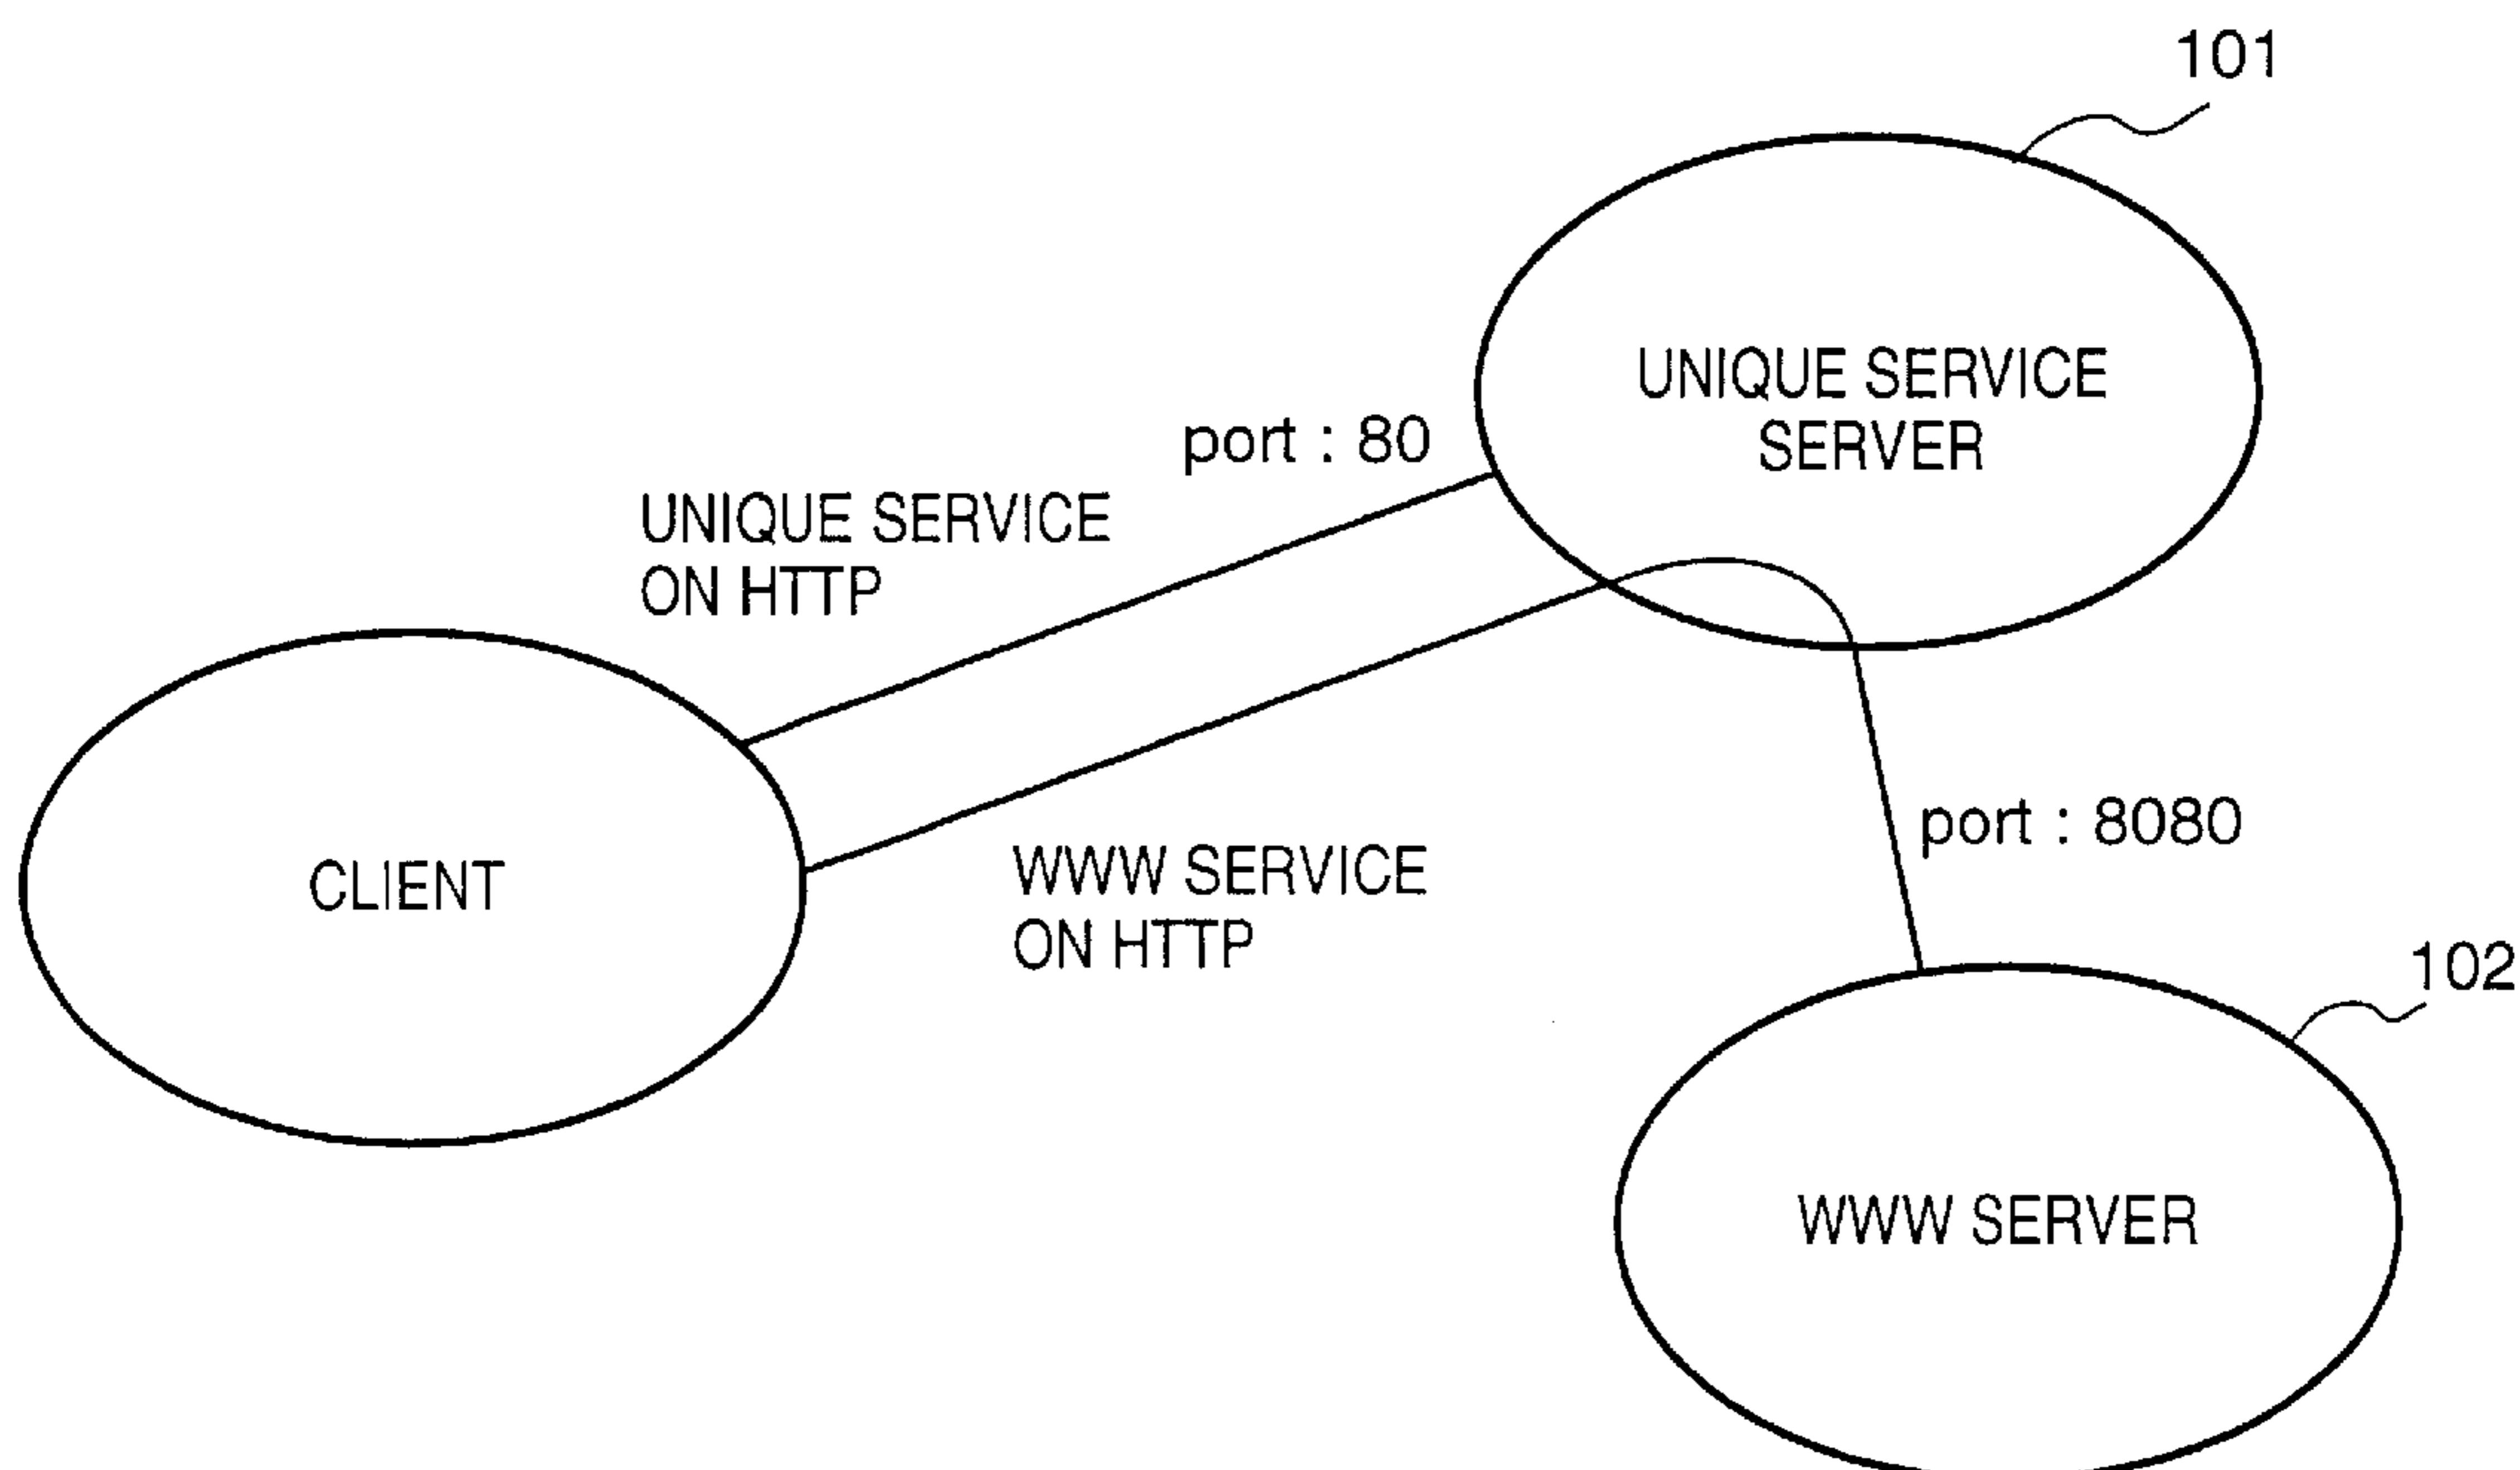 101
UNIQUE SERVICE
SERVER
port : 80
UNIQUE SERVICE
ON HTTP
port : 8080
CLIENT
WWW SERVICE
ON HTTP
102
WWW SERVER